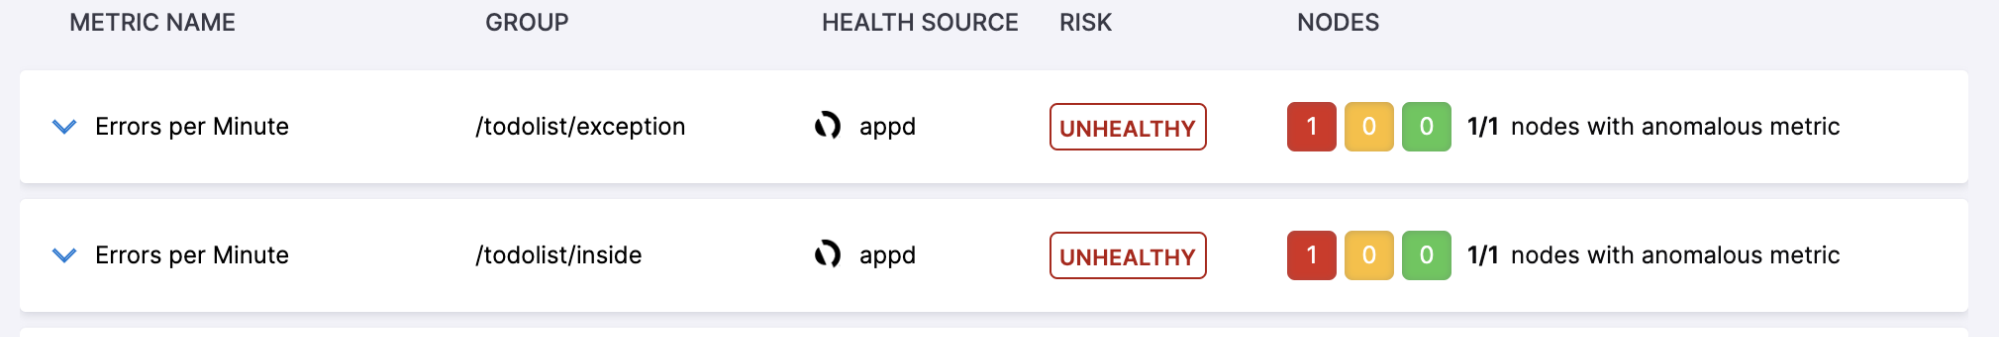 METRIC NAME GROUP HEALTH SOURCE RISK NODES
Errors per Minute /todolist/exception appd UNHEALTHY 1 0 0 1/1 nodes with anomalous metric
Errors per Minute /todolist/inside appd UNHEALTHY 1 0 0 1/1 nodes with anomalous metric